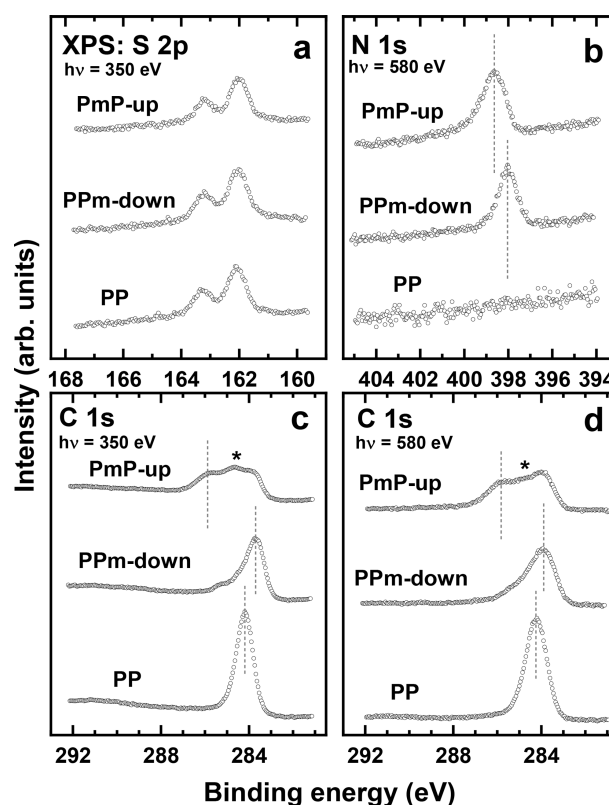 XPS: S 2p
a
hν = 350 eV
PmP-up
PPm-down
PP
168 166 164 162 160
N 1s
b
hν = 580 eV
PmP-up
PPm-down
PP
404 402 400 398 396 394
Intensity (arb. units)
C 1s
c
hν = 350 eV
PmP-up
*
PPm-down
PP
292 288 284
C 1s
d
hν = 580 eV
PmP-up
*
PPm-down
PP
292 288 284
Binding energy (eV)